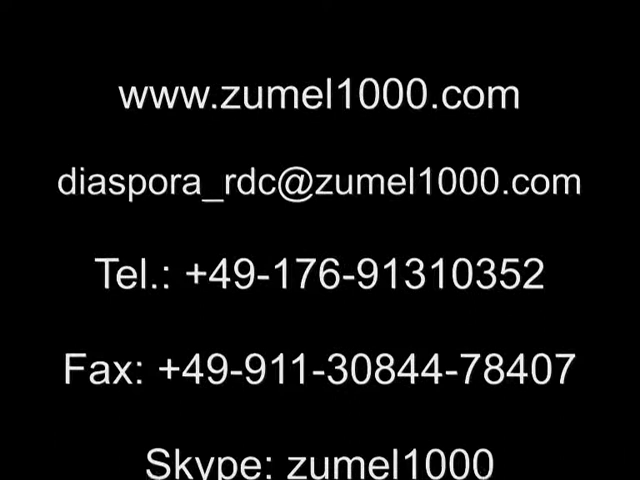 www.zumel1000.com
diaspora_rdc@zumel1000.com
Tel.: +49-176-91310352
Fax: +49-911-30844-78407
Skype: zumel1000